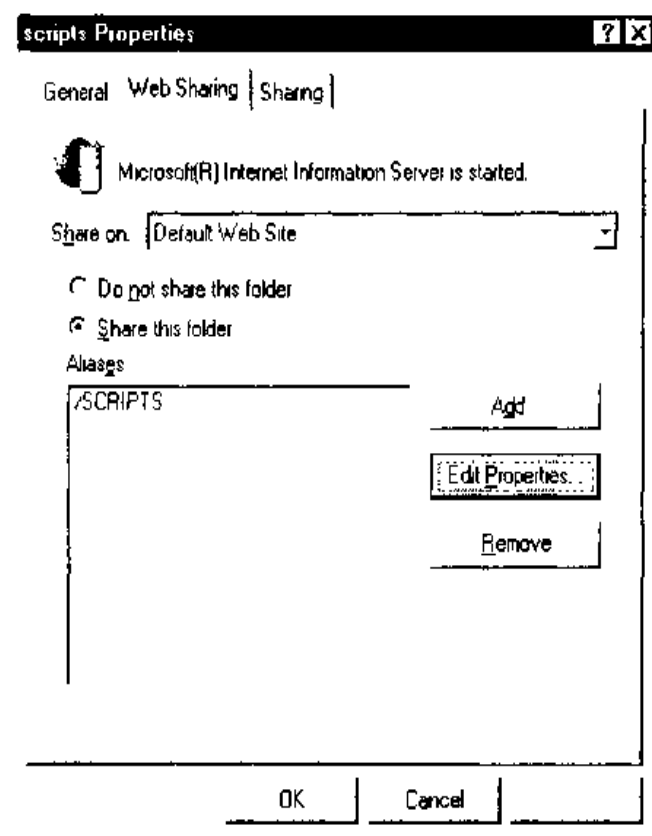 scripts Properties
General Web Sharing Sharing
Microsoft(R) Internet Information Server is started.
Share on: Default Web Site
Do not share this folder
Share this folder
Aliases
/SCRIPTS
Add
Edit Properties...
Remove
OK Cancel